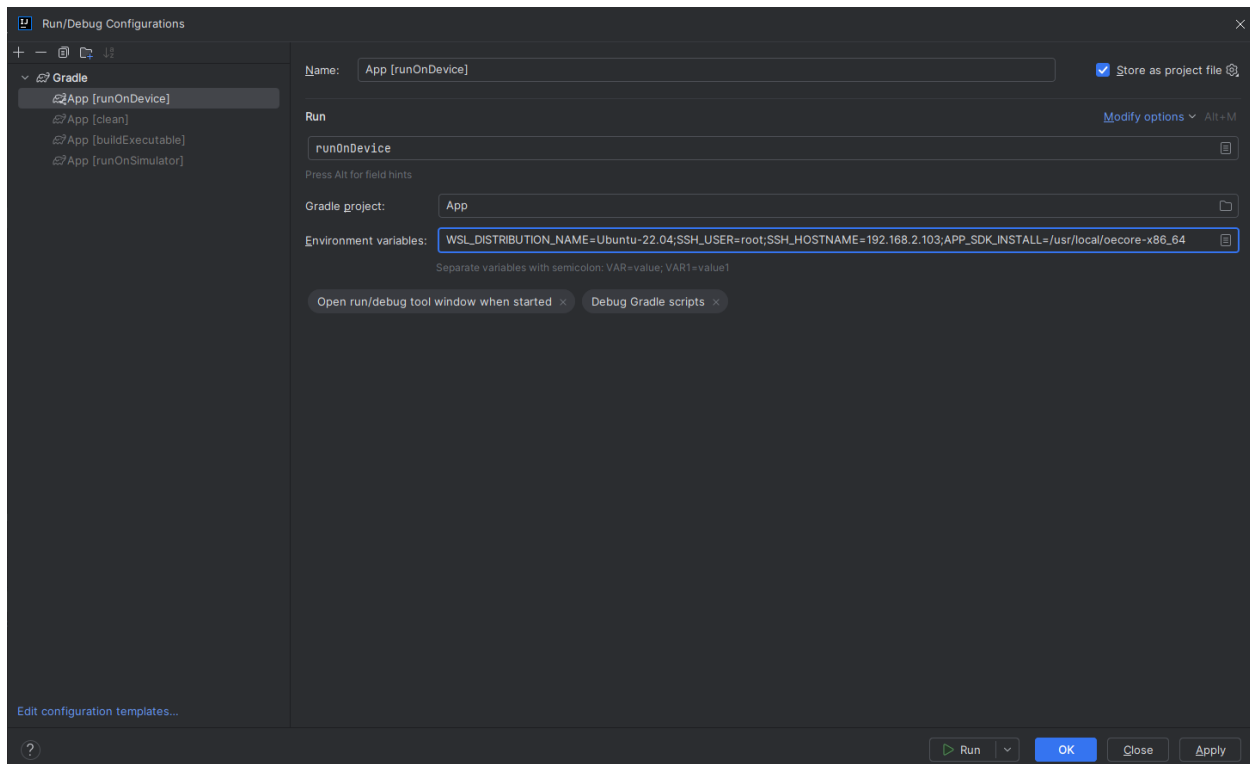 Run/Debug Configurations
Gradle
App [runOnDevice]
App [clean]
App [buildExecutable]
App [runOnSimulator]
Edit configuration templates...
Name: App [runOnDevice] Store as project file
Run Modify options Alt+M
runOnDevice
Press Alt for field hints
Gradle project: App
Environment variables: WSL_DISTRIBUTION_NAME=Ubuntu-22.04;SSH_USER=root;SSH_HOSTNAME=192.168.2.103;APP_SDK_INSTALL=/usr/local/oecore-x86_64
Separate variables with semicolon: VAR=value; VAR1=value1
Open run/debug tool window when started × Debug Gradle scripts ×
? Run OK Close Apply